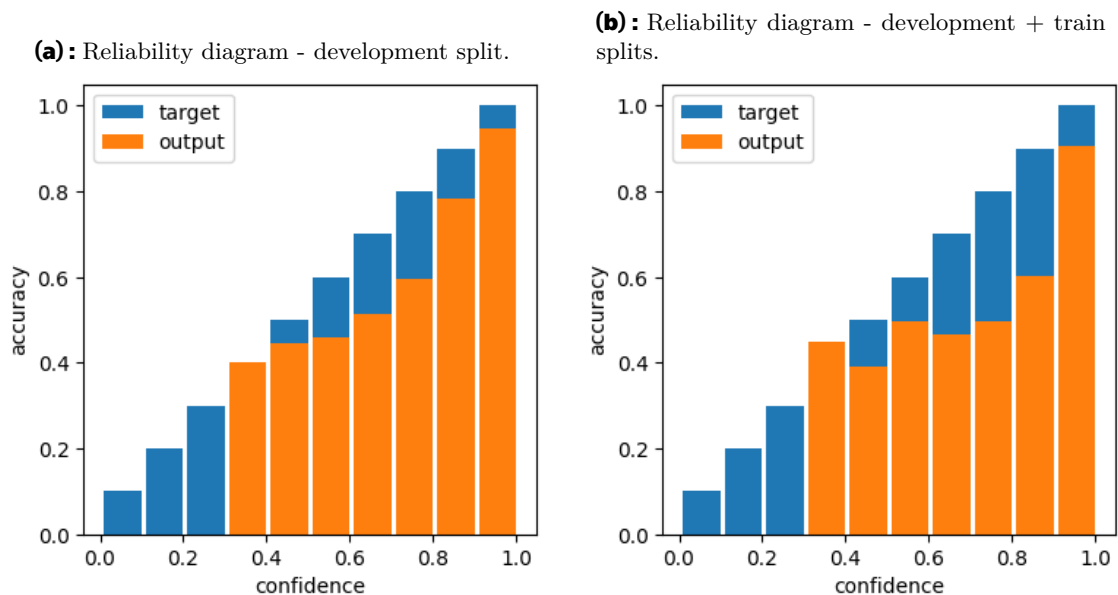 (a): Reliability diagram - development split.
(b): Reliability diagram - development + train
splits.
1.0
0.8
0.6
0.4
0.2
0.0
accuracy
target
output
0.0 0.2 0.4 0.6 0.8 1.0
confidence
1.0
0.8
0.6
0.4
0.2
0.0
accuracy
target
output
0.0 0.2 0.4 0.6 0.8 1.0
confidence